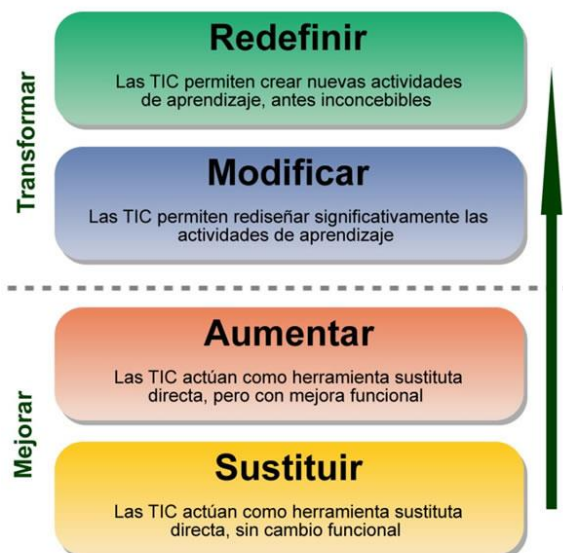 Transformar
Redefinir
Las TIC permiten crear nuevas actividades
de aprendizaje, antes inconcebibles
Modificar
Las TIC permiten rediseñar significativamente las
actividades de aprendizaje
Mejorar
Aumentar
Las TIC actúan como herramienta sustituta
directa, pero con mejora funcional
Sustituir
Las TIC actúan como herramienta sustituta
directa, sin cambio funcional